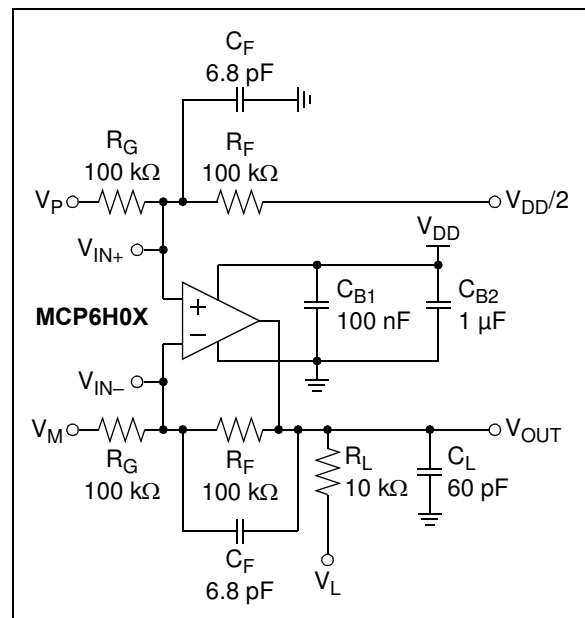 C_F
6.8 pF
R_G
100 kΩ
R_F
100 kΩ
V_P
V_DD/2
V_IN+
V_DD
MCP6H0X
+
−
C_B1
100 nF
C_B2
1 µF
V_IN−
V_M
V_OUT
R_G
100 kΩ
R_F
100 kΩ
R_L
10 kΩ
C_L
60 pF
C_F
6.8 pF
V_L